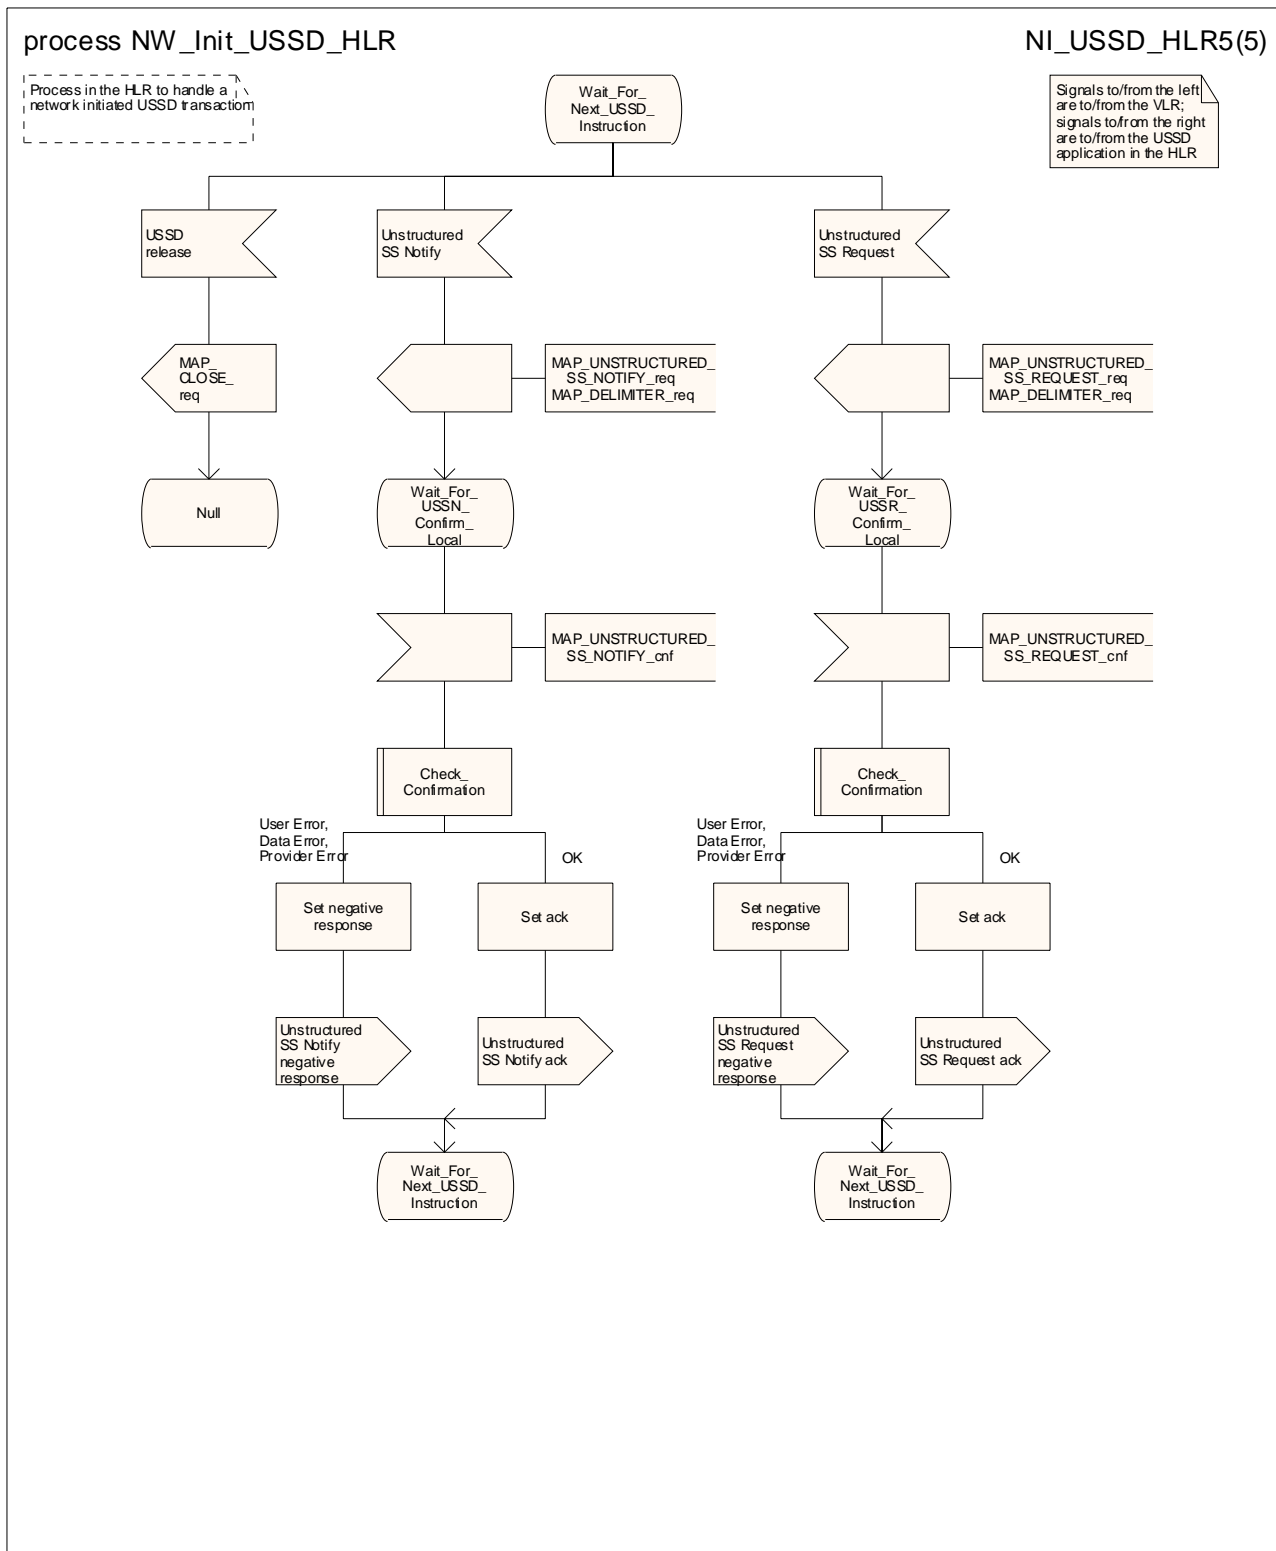 process NW_Init_USSD_HLR
NI_USSD_HLR5(5)
Process in the HLR to handle a
network initiated USSD transaction
Wait_For_
Next_USSD_
Instruction
Signals to/from the left
are to/from the VLR;
signals to/from the right
are to/from the USSD
application in the HLR
USSD
release
Unstructured
SS Notify
Unstructured
SS Request
MAP_
CLOSE_
req
MAP_UNSTRUCTURED_
SS_NOTIFY_req
MAP_DELIMITER_req
MAP_UNSTRUCTURED_
SS_REQUEST_req
MAP_DELIMITER_req
Null
Wait_For_
USSN_
Confirm_
Local
Wait_For_
USSR_
Confirm_
Local
MAP_UNSTRUCTURED_
SS_NOTIFY_cnf
MAP_UNSTRUCTURED_
SS_REQUEST_cnf
Check_
Confirmation
Check_
Confirmation
User Error,
Data Error,
Provider Error
OK
User Error,
Data Error,
Provider Error
OK
Set negative
response
Set ack
Set negative
response
Set ack
Unstructured
SS Notify
negative
response
Unstructured
SS Notify ack
Unstructured
SS Request
negative
response
Unstructured
SS Request ack
Wait_For_
Next_USSD_
Instruction
Wait_For_
Next_USSD_
Instruction